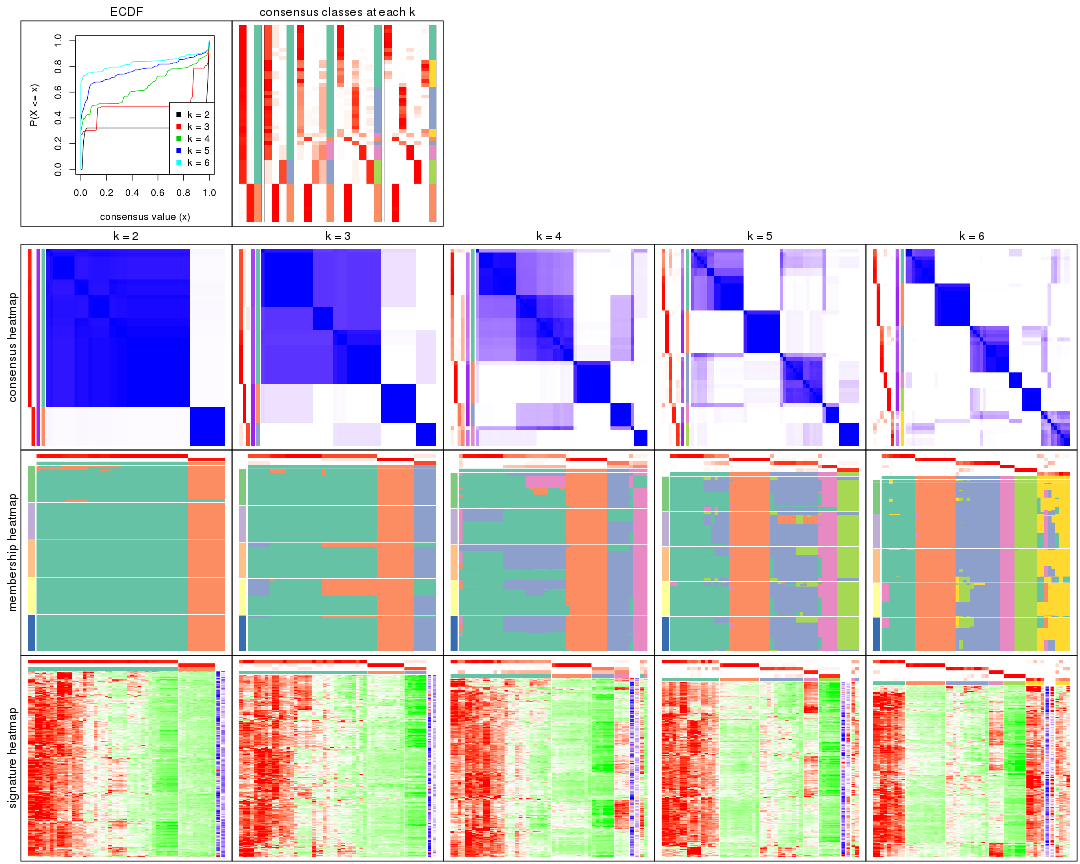 ECDF
consensus classes at each k
P(X <= x)
0.0 0.2 0.4 0.6 0.8 1.0
k = 2
k = 3
k = 4
k = 5
k = 6
0.0 0.2 0.4 0.6 0.8 1.0
consensus value (x)
k = 2
k = 3
k = 4
k = 5
k = 6
consensus heatmap
membership heatmap
signature heatmap